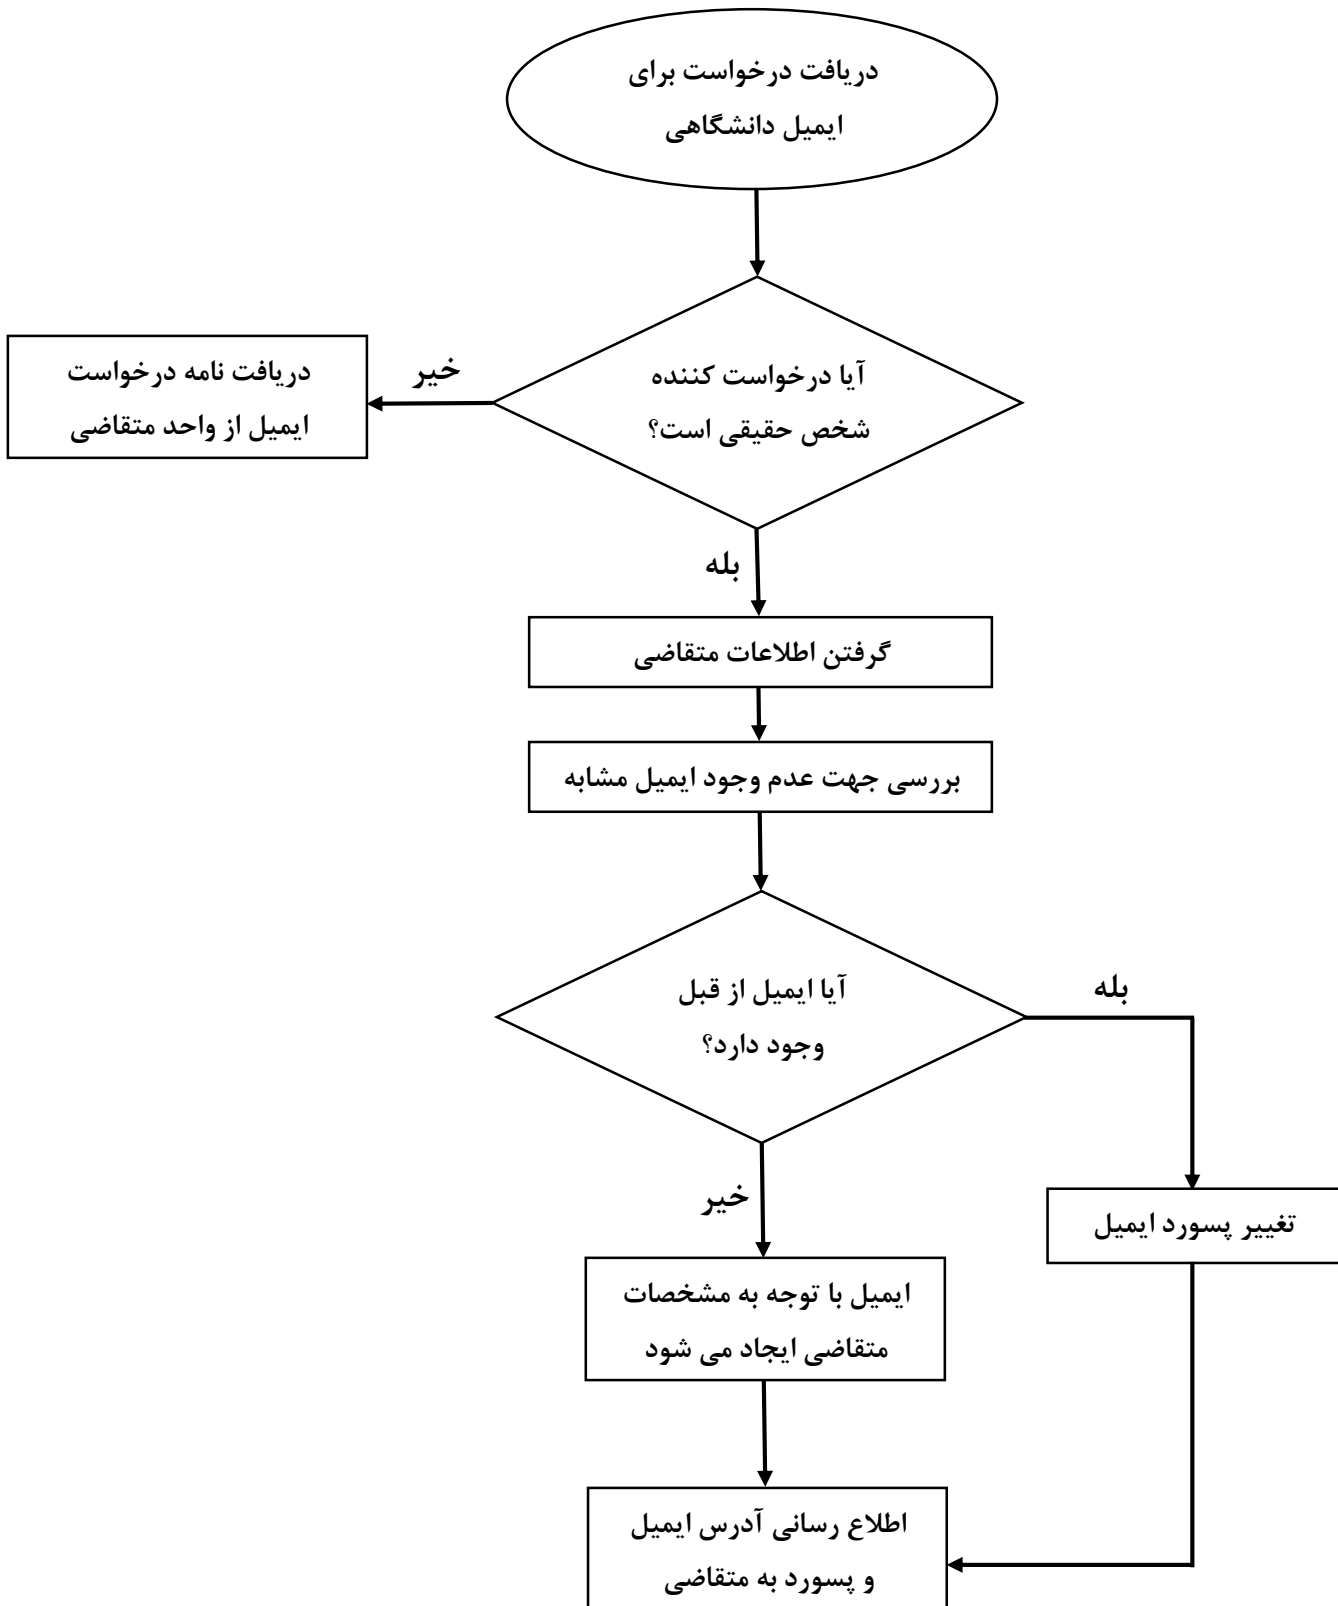 دریافت درخواست برای
ایمیل دانشگاهی
آیا درخواست کننده
شخص حقیقی است؟
خیر
دریافت نامه درخواست
ایمیل از واحد متقاضی
بله
گرفتن اطلاعات متقاضی
بررسی جهت عدم وجود ایمیل مشابه
آیا ایمیل از قبل
وجود دارد؟
بله
خیر
تغییر پسورد ایمیل
ایمیل با توجه به مشخصات
متقاضی ایجاد می شود
اطلاع رسانی آدرس ایمیل
و پسورد به متقاضی